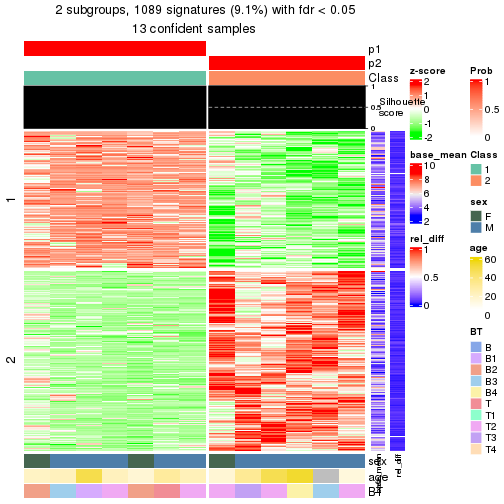 2 subgroups, 1089 signatures (9.1%) with fdr < 0.05
13 confident samples
p1
p2
Class
1
0.5
0
Silhouette
score
1
2
sex
age
BT
rel_diff
z-score
2
1
0
-1
-2
base_mean
10
8
6
4
2
rel_diff
1
0.5
0
Prob
1
0.5
0
Class
1
2
sex
F
M
age
60
40
20
0
BT
B
B1
B2
B3
B4
T
T1
T2
T3
T4